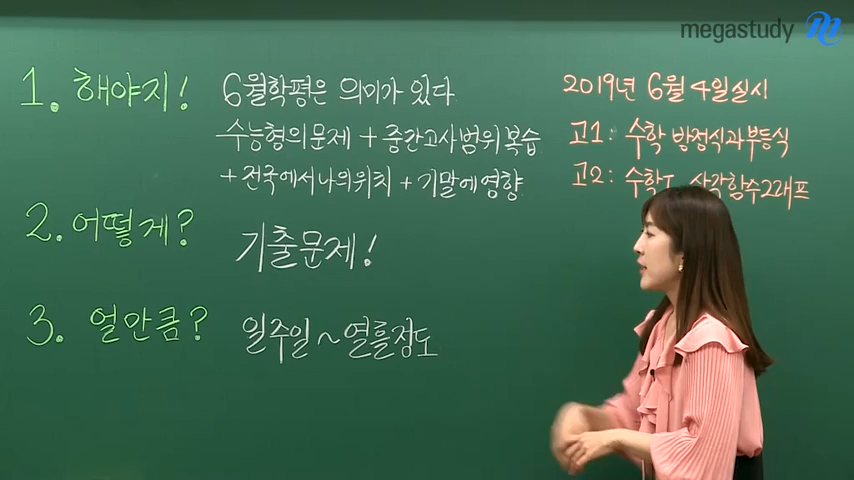 megastudy
1. 해야지! 6월학평은 의미가 있다
수능형의 문제 + 중간고사범위 복습
+ 전국에서 나의 위치 + 기말에 영향
2019년 6월 4일 실시
고1: 수학 방정식과 부등식
고2: 수학I 삼각함수 그래프
2. 어떻게? 기출문제!
3. 얼만큼? 일주일~열흘정도